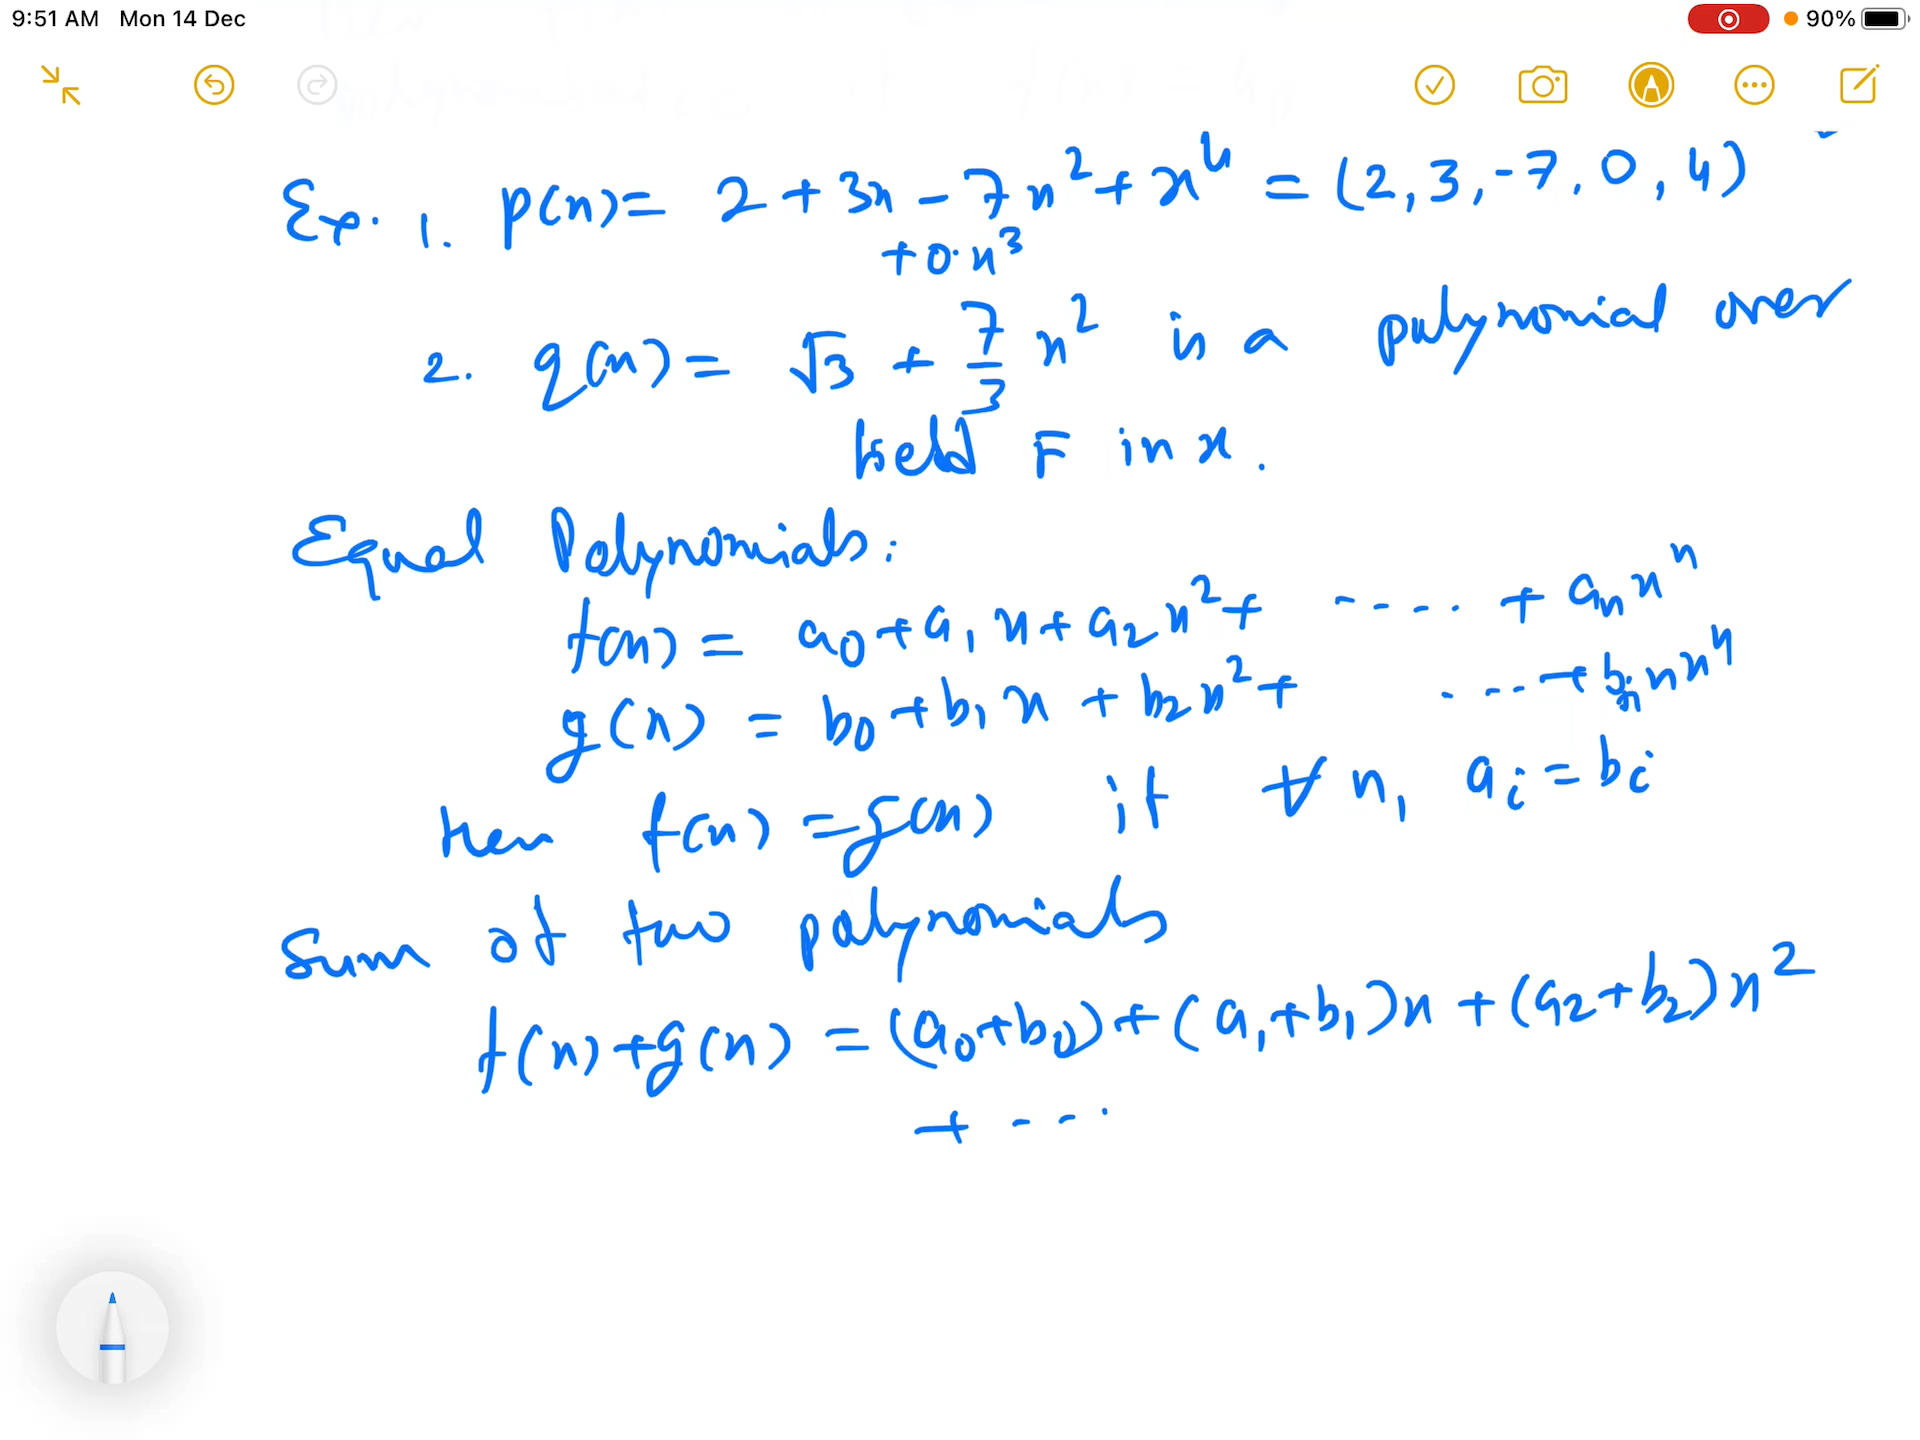 9:51 AM Mon 14 Dec 90%
Ex. 1. p(x) = 2 + 3x - 7x² + x⁴ = (2, 3, -7, 0, 4)
+ 0·x³
2. q(x) = √3 + 7/3 x² is a polynomial over
field F in x.
Equal Polynomials:
f(x) = a₀ + a₁x + a₂x² + ---- + aₙxⁿ
g(x) = b₀ + b₁x + b₂x² + ---- + bₙxⁿ
then f(x) = g(x) if ∀ n, aᵢ = bᵢ
Sum of two polynomials
f(x) + g(x) = (a₀+b₀) + (a₁+b₁)x + (a₂+b₂)x²
+ ---·